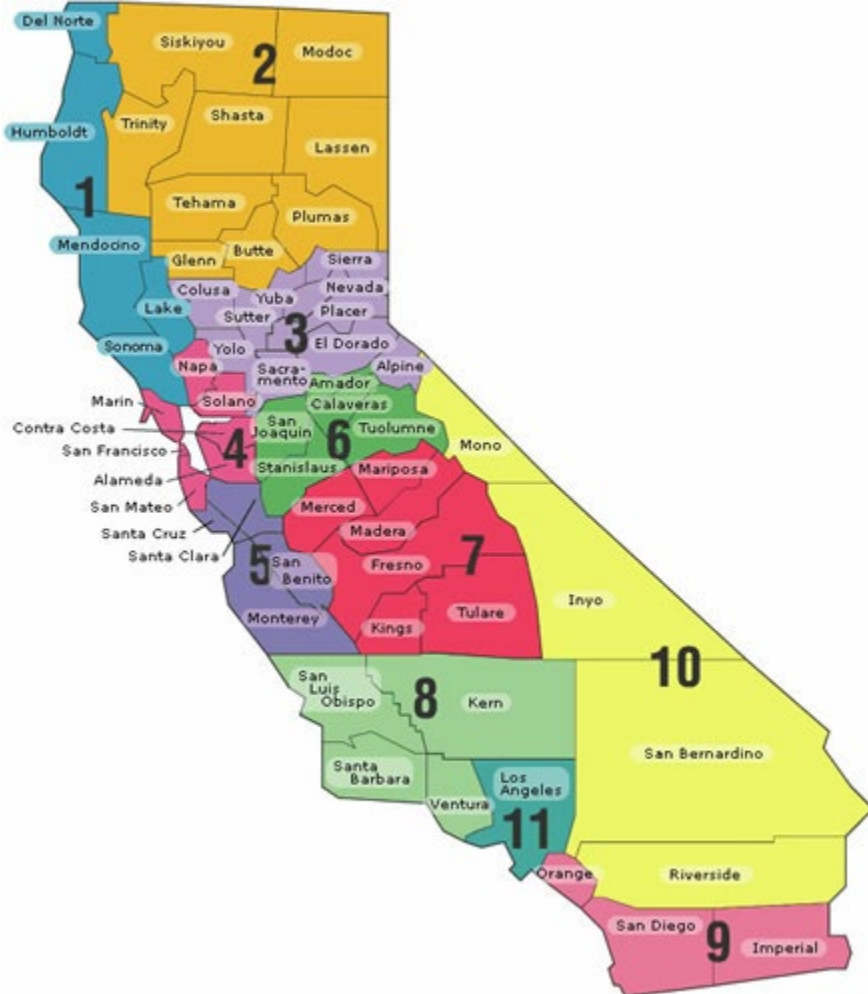 Del Norte
Siskiyou
2
Modoc
Humboldt
Trinity
Shasta
Lassen
1
Tehama
Plumas
Mendocino
Glenn
Butte
Sierra
Colusa
Yuba
Nevada
Lake
Sutter
Placer
3
Sonoma
Yolo
El Dorado
Napa
Sacra-
mento
Alpine
Amador
Marin
Solano
Calaveras
Contra Costa
San
Joaquin
6
Tuolumne
Mono
San Francisco
4
Stanislaus
Mariposa
Alameda
San Mateo
Merced
Santa Cruz
Madera
Santa Clara
5
San
Benito
Fresno
7
Inyo
Monterey
Kings
Tulare
10
San
Luis
Obispo
8
Kern
San Bernardino
Santa
Barbara
Los
Angeles
Ventura
11
Orange
Riverside
San Diego
9
Imperial